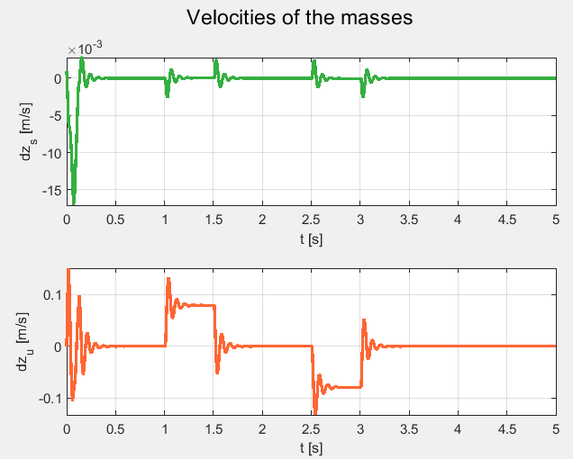 Velocities of the masses
×10⁻³
0
-5
-10
-15
dz_s [m/s]
0 0.5 1 1.5 2 2.5 3 3.5 4 4.5 5
t [s]
0.1
0
-0.1
dz_u [m/s]
0 0.5 1 1.5 2 2.5 3 3.5 4 4.5 5
t [s]